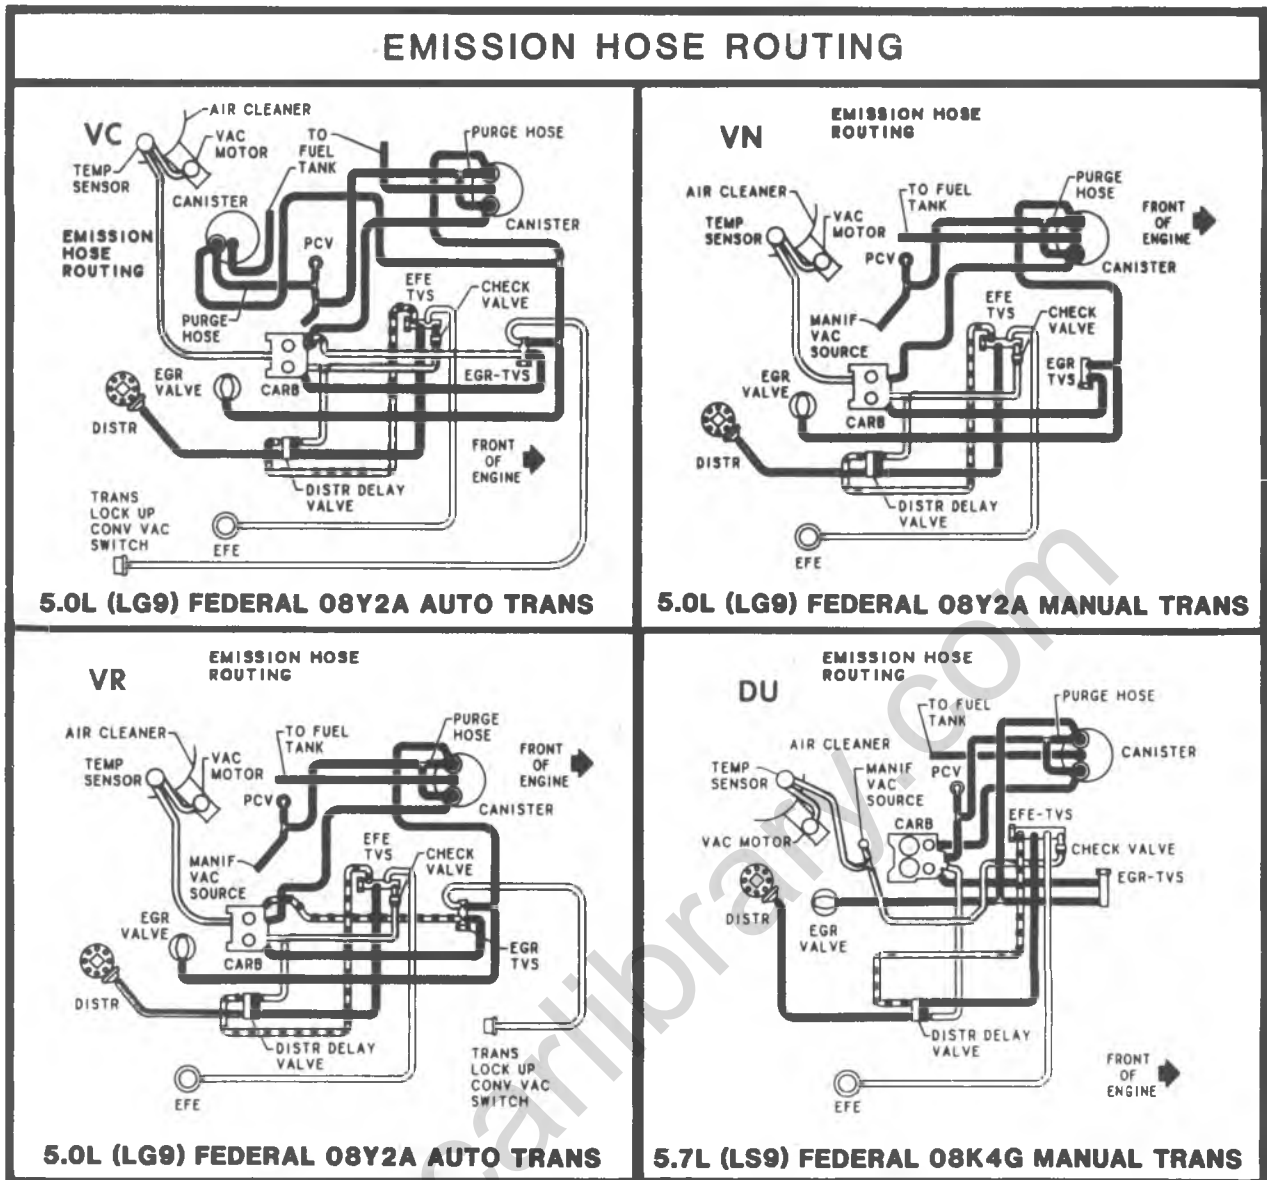 EMISSION HOSE ROUTING
VC
AIR CLEANER
VAC
MOTOR
TEMP
SENSOR
TO
FUEL
TANK
PURGE HOSE
CANISTER
CANISTER
EMISSION
HOSE
ROUTING
PCV
EFE
TVS
CHECK
VALVE
PURGE
HOSE
EGR
VALVE
CARB
EGR-TVS
DISTR
FRONT
OF
ENGINE
DISTR DELAY
VALVE
TRANS
LOCK UP
CONV VAC
SWITCH
EFE
5.0L (LG9) FEDERAL 08Y2A AUTO TRANS
VN
EMISSION HOSE
ROUTING
AIR CLEANER
TO FUEL
TANK
PURGE
HOSE
FRONT
OF
ENGINE
TEMP
SENSOR
VAC
MOTOR
PCV
CANISTER
EFE
TVS
CHECK
VALVE
MANIF
VAC
SOURCE
EGR
VALVE
EGR
TVS
CARB
DISTR
DISTR DELAY
VALVE
EFE
5.0L (LG9) FEDERAL 08Y2A MANUAL TRANS
VR
EMISSION HOSE
ROUTING
AIR CLEANER
TO FUEL
TANK
PURGE
HOSE
FRONT
OF
ENGINE
TEMP
SENSOR
VAC
MOTOR
PCV
CANISTER
EFE
TVS
CHECK
VALVE
MANIF
VAC
SOURCE
EGR
VALVE
CARB
EGR
TVS
DISTR
DISTR DELAY
VALVE
TRANS
LOCK UP
CONV VAC
SWITCH
EFE
5.0L (LG9) FEDERAL 08Y2A AUTO TRANS
DU
EMISSION HOSE
ROUTING
TO FUEL
TANK
PURGE HOSE
AIR CLEANER
CANISTER
TEMP
SENSOR
MANIF
VAC
SOURCE
PCV
CARB
EFE-TVS
VAC MOTOR
CHECK VALVE
EGR-TVS
DISTR
EGR
VALVE
DISTR DELAY
VALVE
FRONT
OF
ENGINE
EFE
5.7L (LS9) FEDERAL 08K4G MANUAL TRANS
carlibrary.com